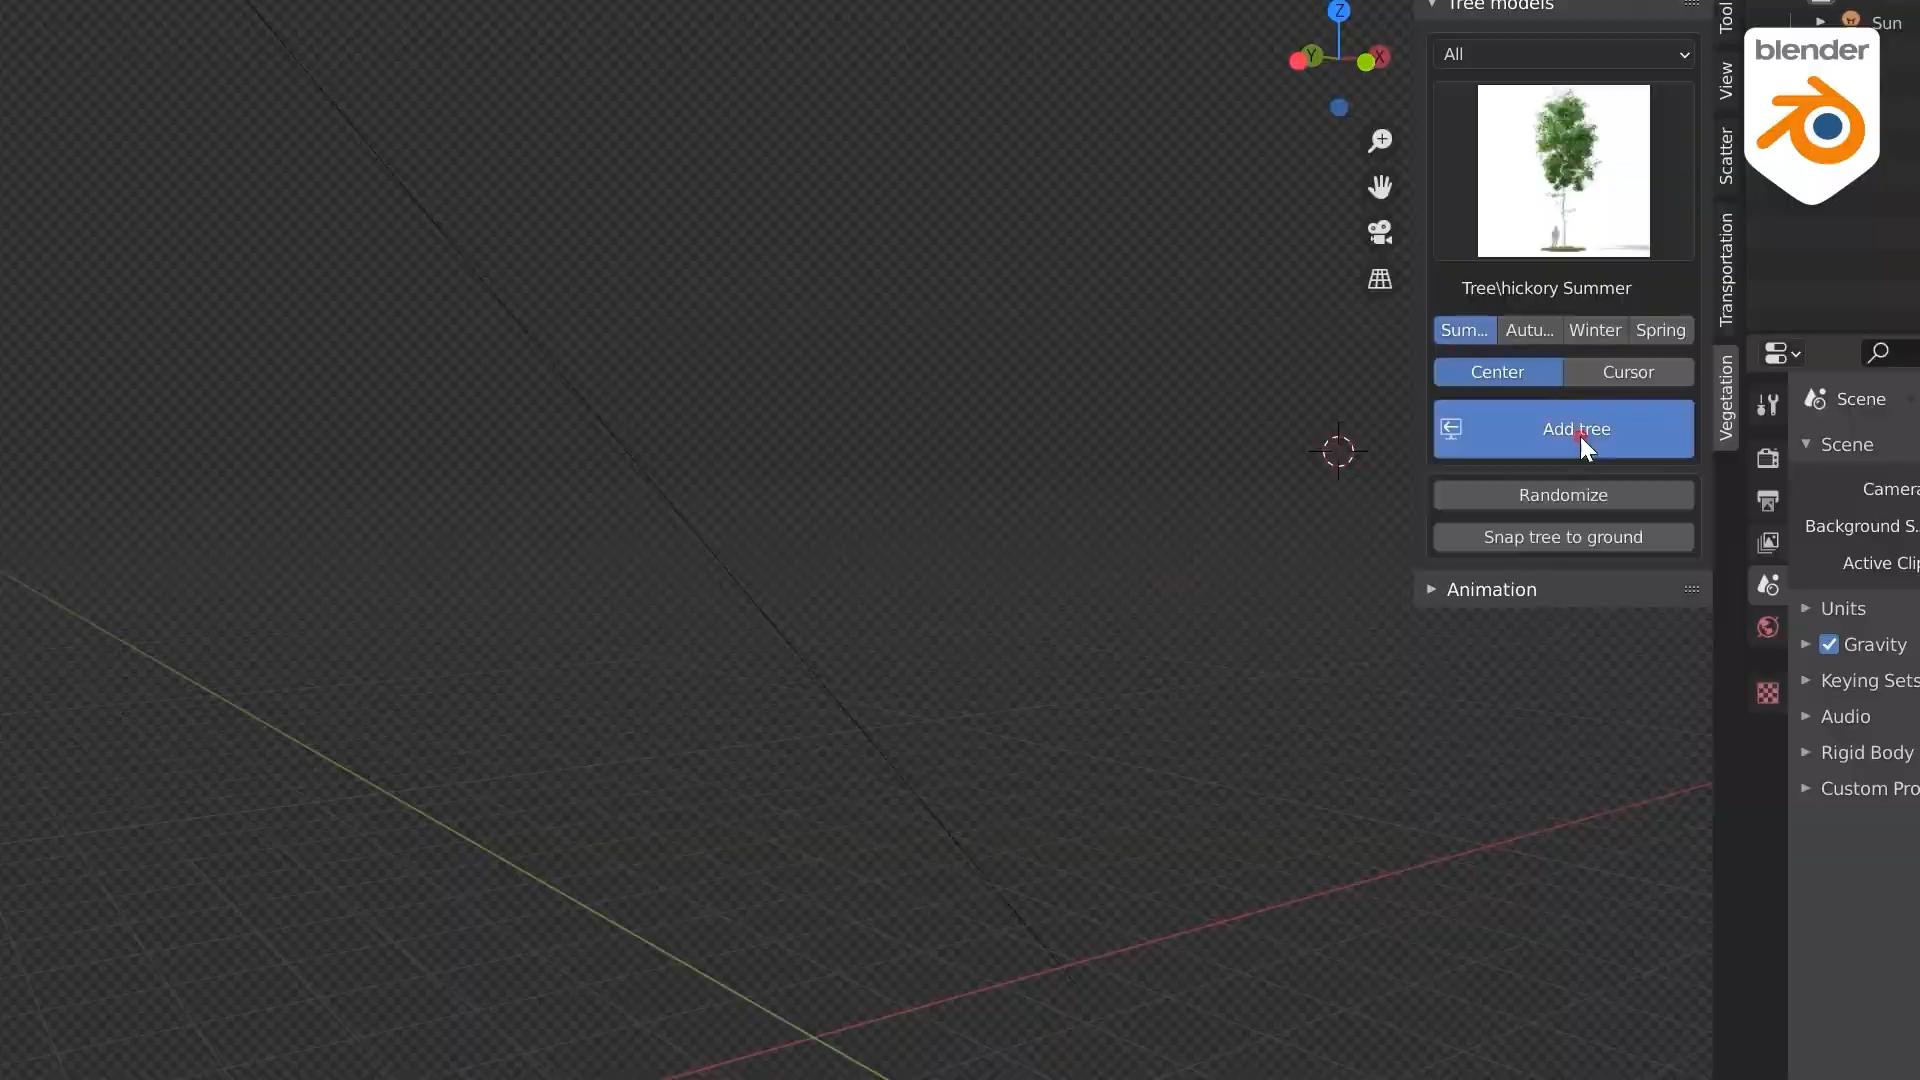 Tree models
All
Tree\hickory Summer
Sum... Autu... Winter Spring
Center Cursor
Add tree
Randomize
Snap tree to ground
Animation
Z
Y
X
Tool
View
Scatter
Transportation
Vegetation
Sun
blender
Scene
Scene
Camera
Background S...
Active Clip
Units
Gravity
Keying Sets
Audio
Rigid Body
Custom Pro